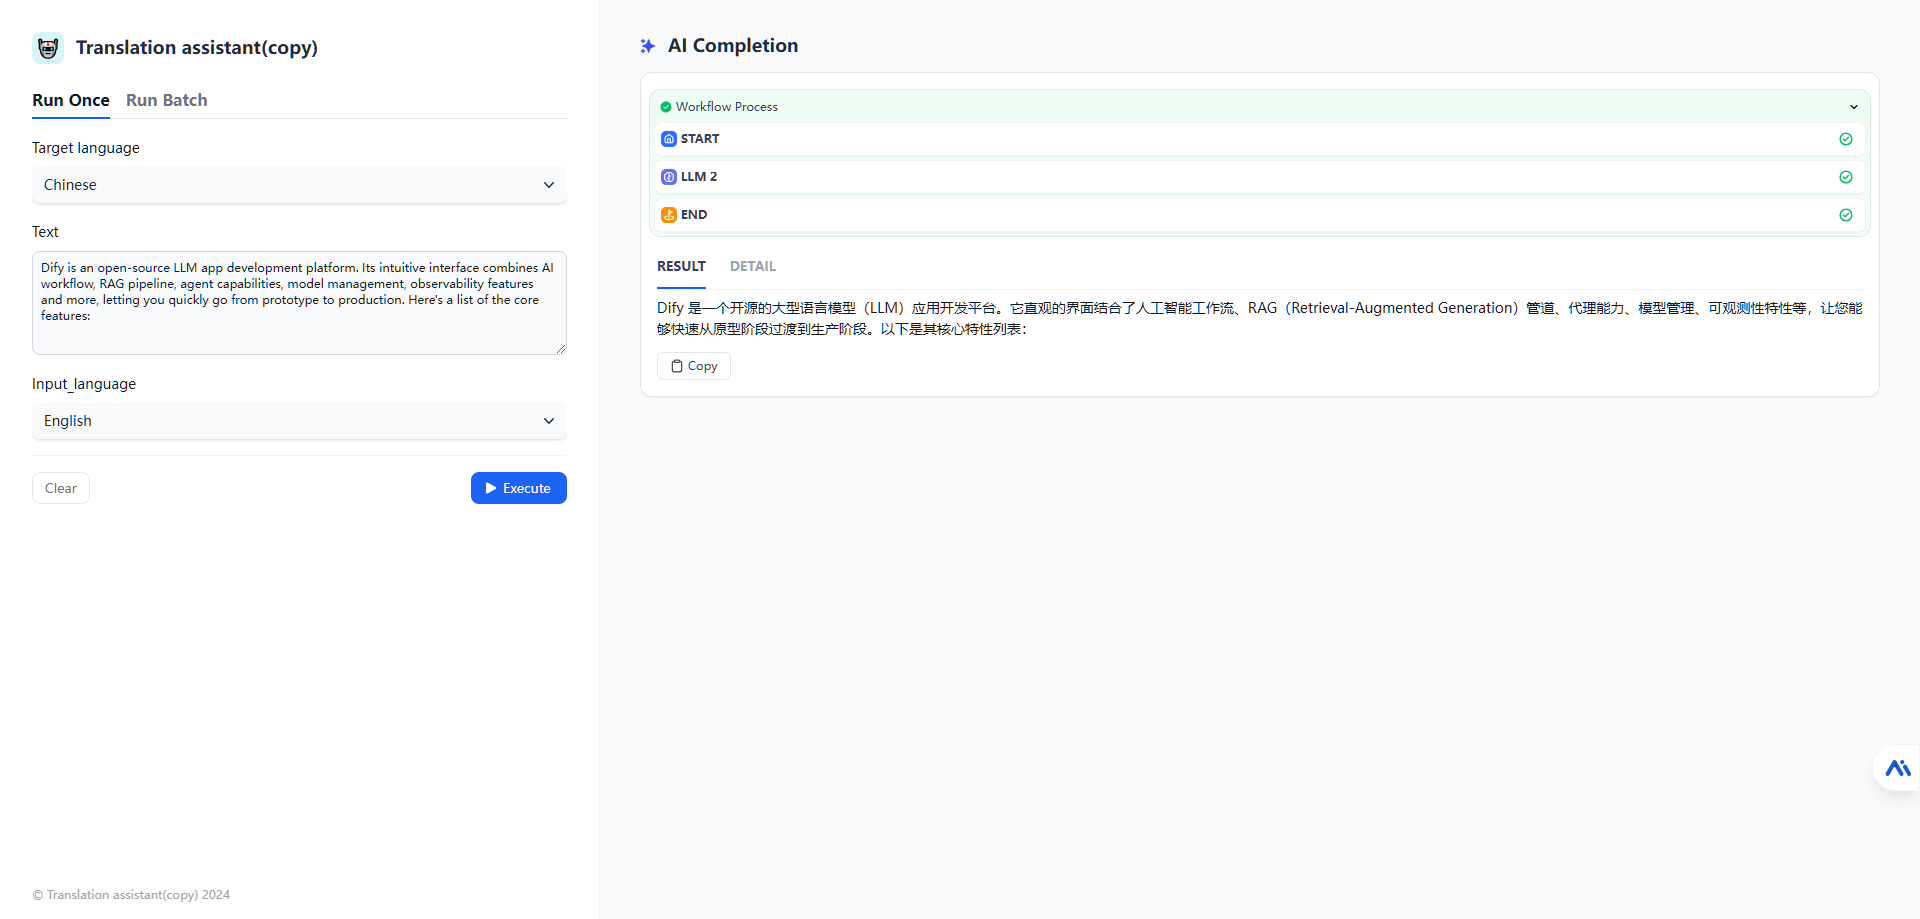 Translation assistant(copy)
Run Once Run Batch
Target language
Chinese
Text
Dify is an open-source LLM app development platform. Its intuitive interface combines AI
workflow, RAG pipeline, agent capabilities, model management, observability features
and more, letting you quickly go from prototype to production. Here's a list of the core
features:
Input_language
English
Clear
Execute
© Translation assistant(copy) 2024
AI Completion
Workflow Process
START
LLM 2
END
RESULT DETAIL
Dify 是一个开源的大型语言模型（LLM）应用开发平台。它直观的界面结合了人工智能工作流、RAG（Retrieval-Augmented Generation）管道、代理能力、模型管理、可观测性特性等，让您能
够快速从原型阶段过渡到生产阶段。以下是其核心特性列表：
Copy